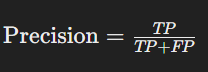 Precision = TP / TP+FP